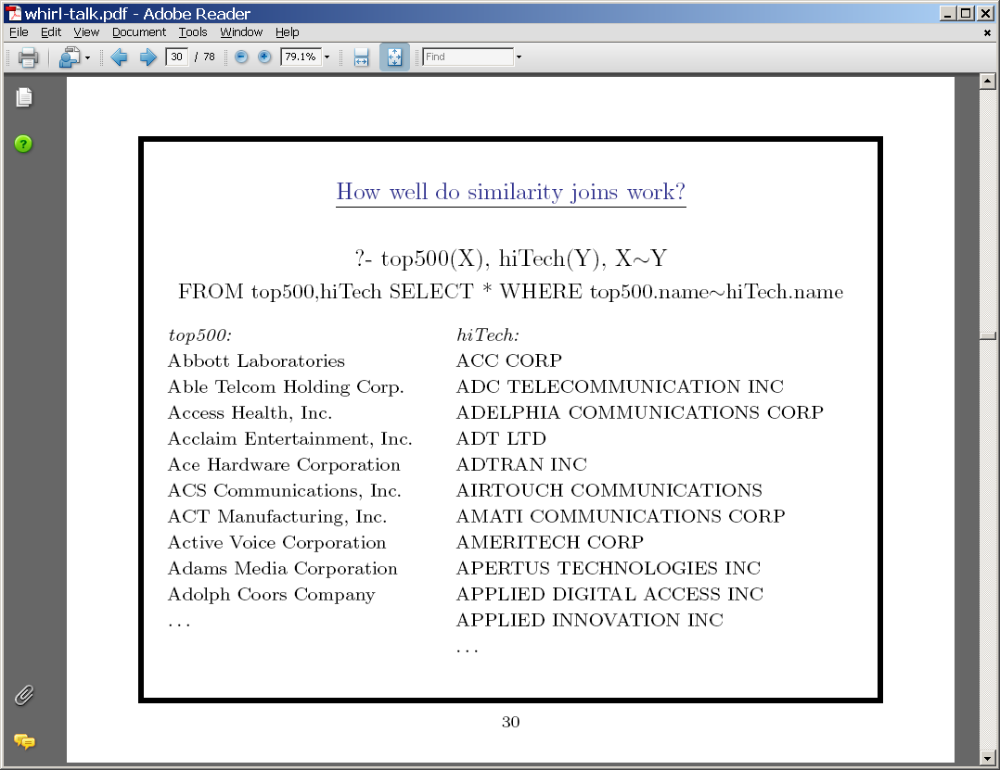 whirl-talk.pdf - Adobe Reader
File Edit View Document Tools Window Help
30 / 78 79.1% Find
How well do similarity joins work?
?- top500(X), hiTech(Y), X∼Y
FROM top500,hiTech SELECT * WHERE top500.name∼hiTech.name
top500: hiTech:
Abbott Laboratories ACC CORP
Able Telcom Holding Corp. ADC TELECOMMUNICATION INC
Access Health, Inc. ADELPHIA COMMUNICATIONS CORP
Acclaim Entertainment, Inc. ADT LTD
Ace Hardware Corporation ADTRAN INC
ACS Communications, Inc. AIRTOUCH COMMUNICATIONS
ACT Manufacturing, Inc. AMATI COMMUNICATIONS CORP
Active Voice Corporation AMERITECH CORP
Adams Media Corporation APERTUS TECHNOLOGIES INC
Adolph Coors Company APPLIED DIGITAL ACCESS INC
... APPLIED INNOVATION INC
...
30